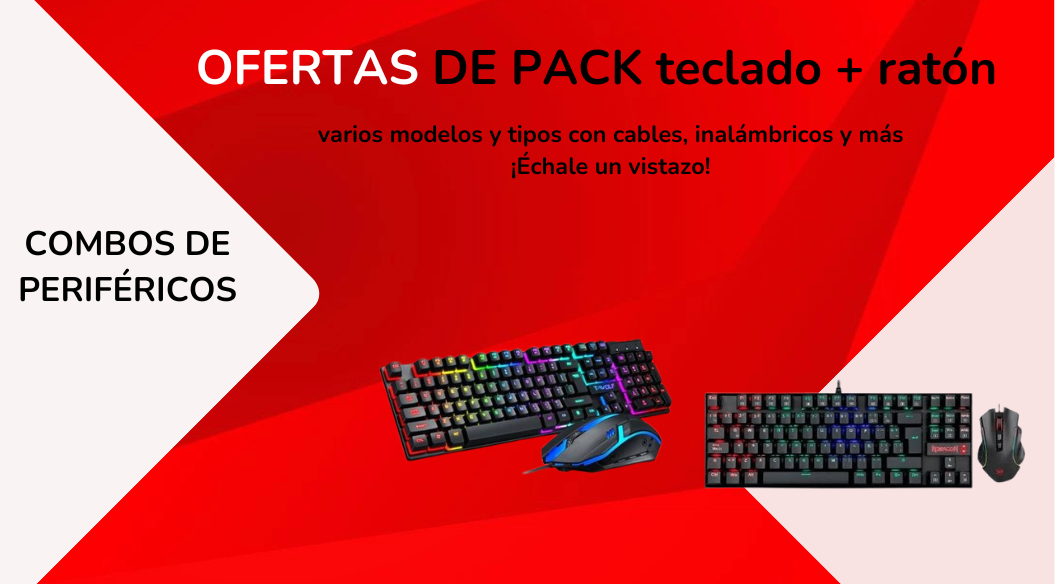 OFERTAS DE PACK teclado + ratón
varios modelos y tipos con cables, inalámbricos y más
¡Échale un vistazo!
COMBOS DE
PERIFÉRICOS